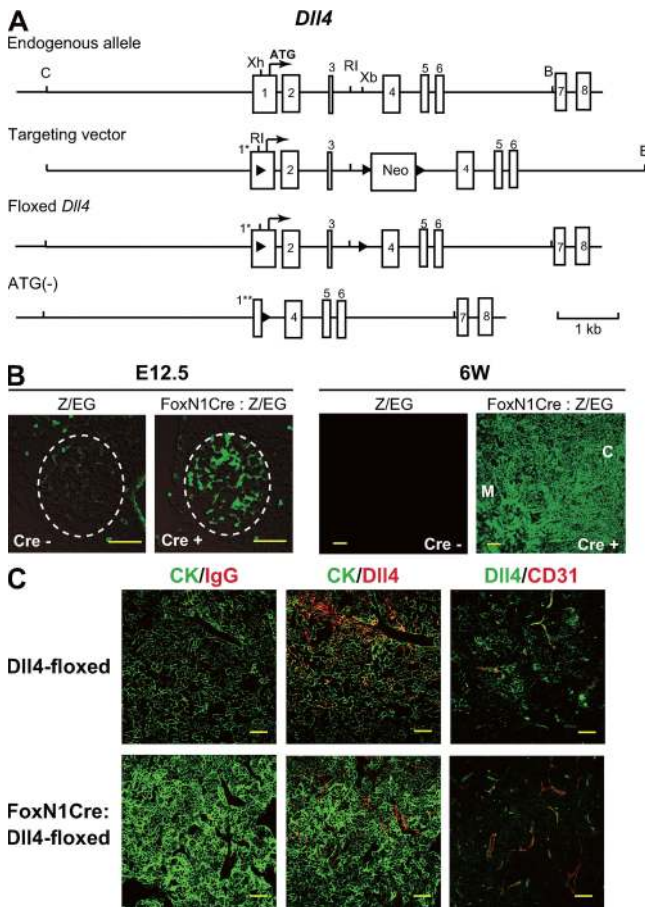 A
Dll4
Endogenous allele
C Xh ATG 3 RI Xb 5 6 B
1 2 4 7 8
Targeting vector
1* RI 3 5 6 E
2 Neo 4
Floxed Dll4
1* 3 5 6
2 4 7 8
ATG(-)
1** 5 6
4 7 8
1 kb
B
E12.5 6W
Z/EG FoxN1Cre : Z/EG Z/EG FoxN1Cre : Z/EG
C
M
Cre - Cre + Cre - Cre +
C
CK/IgG CK/Dll4 Dll4/CD31
Dll4-floxed
FoxN1Cre:
Dll4-floxed